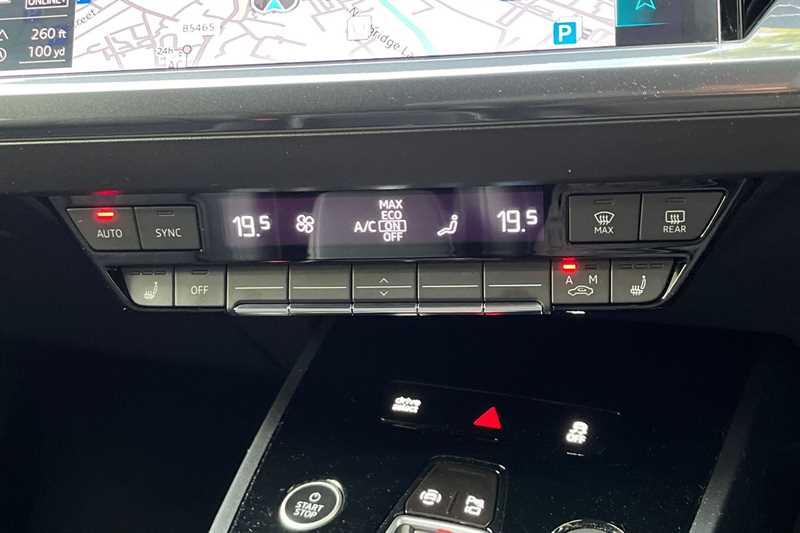 ONLINE
Street
B5465
260 ft
100 yd
24h
P
MAX
ECO
19.5 A/C ON 19.5
OFF
AUTO SYNC MAX REAR
OFF A M
drive
select
OFF
START
STOP